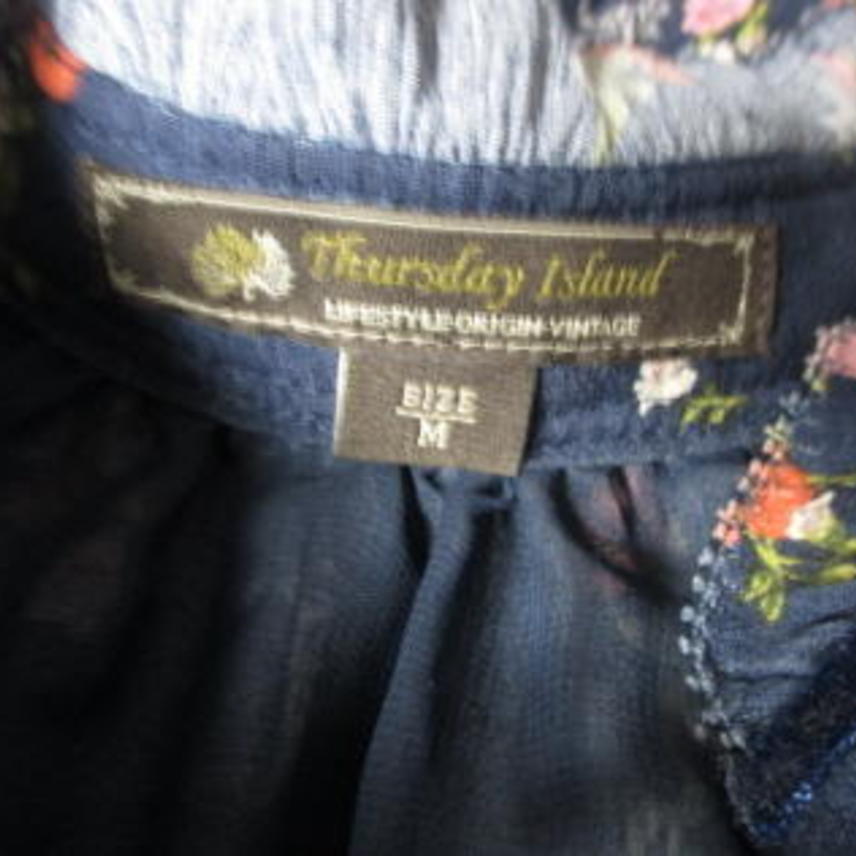 Thursday Island
LIFESTYLE·ORIGIN·VINTAGE
SIZE
M